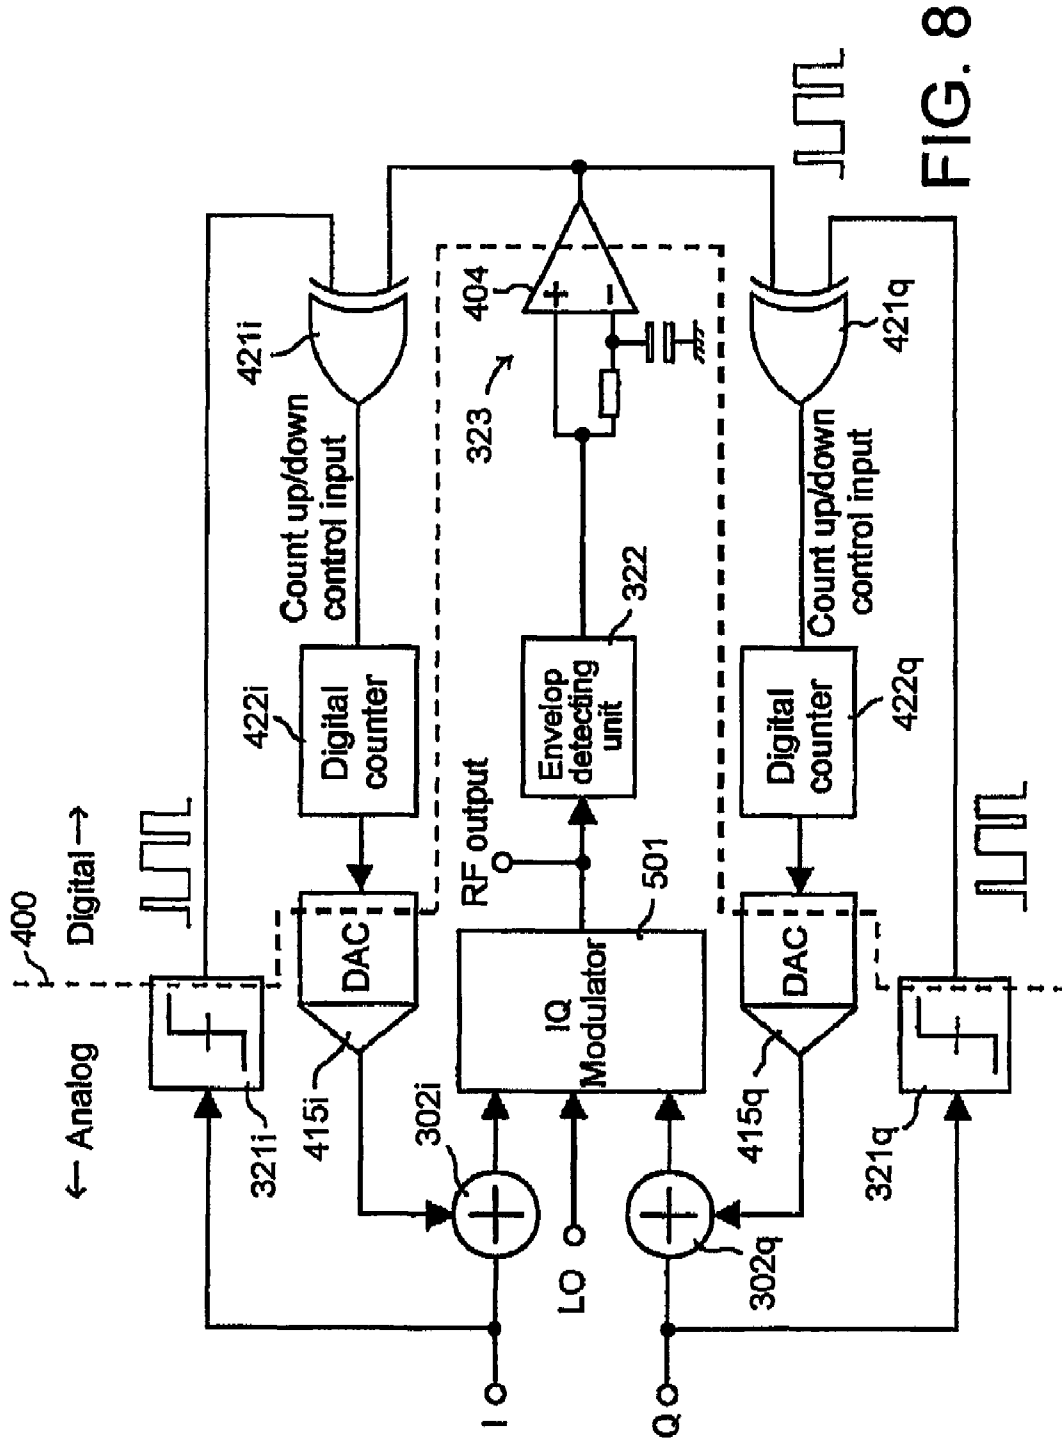 ← Analog
400
Digital →
321i
415i
DAC
422i
Digital
counter
Count up/down
control input
421i
302i
I
LO
Q
302q
IQ
Modulator
501
RF output
Envelop
detecting
unit
322
323
404
+
−
415q
DAC
Digital
counter
422q
Count up/down
control input
421q
321q
FIG. 8